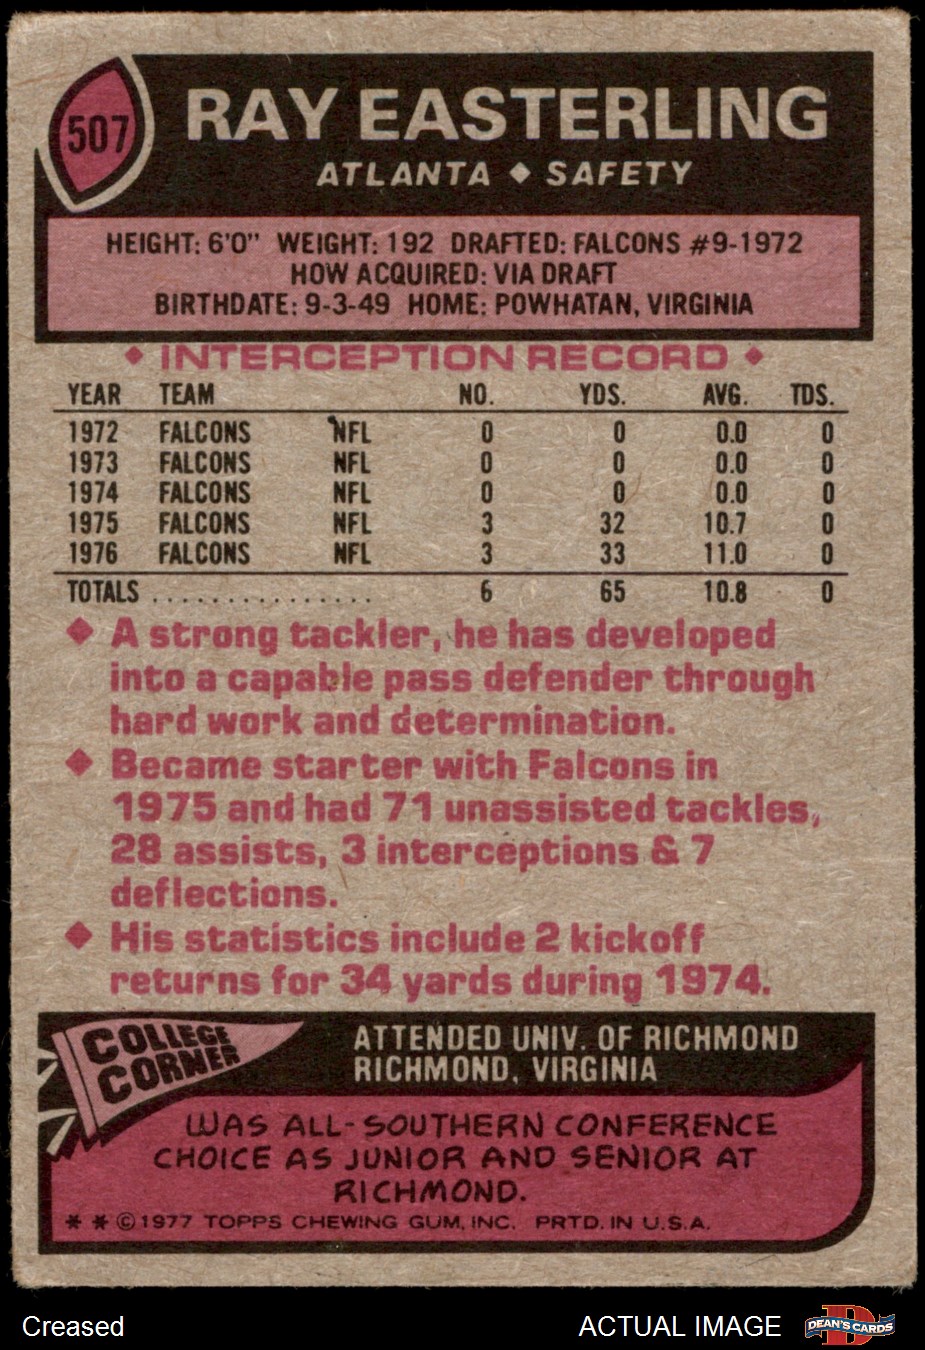 507
RAY EASTERLING
ATLANTA ◆ SAFETY
HEIGHT: 6'0" WEIGHT: 192 DRAFTED: FALCONS #9-1972
HOW ACQUIRED: VIA DRAFT
BIRTHDATE: 9-3-49 HOME: POWHATAN, VIRGINIA
◆ INTERCEPTION RECORD ◆
YEAR TEAM NO. YDS. AVG. TDS.
1972 FALCONS NFL 0 0 0.0 0
1973 FALCONS NFL 0 0 0.0 0
1974 FALCONS NFL 0 0 0.0 0
1975 FALCONS NFL 3 32 10.7 0
1976 FALCONS NFL 3 33 11.0 0
TOTALS . . . . . . . . . . . . . . . 6 65 10.8 0
◆ A strong tackler, he has developed
into a capable pass defender through
hard work and determination.
◆ Became starter with Falcons in
1975 and had 71 unassisted tackles,
28 assists, 3 interceptions & 7
deflections.
◆ His statistics include 2 kickoff
returns for 34 yards during 1974.
COLLEGE
CORNER
ATTENDED UNIV. OF RICHMOND
RICHMOND, VIRGINIA
WAS ALL-SOUTHERN CONFERENCE
CHOICE AS JUNIOR AND SENIOR AT
RICHMOND.
* * © 1977 TOPPS CHEWING GUM, INC. PRTD. IN U.S.A.
Creased
ACTUAL IMAGE
D
DEAN'S CARDS